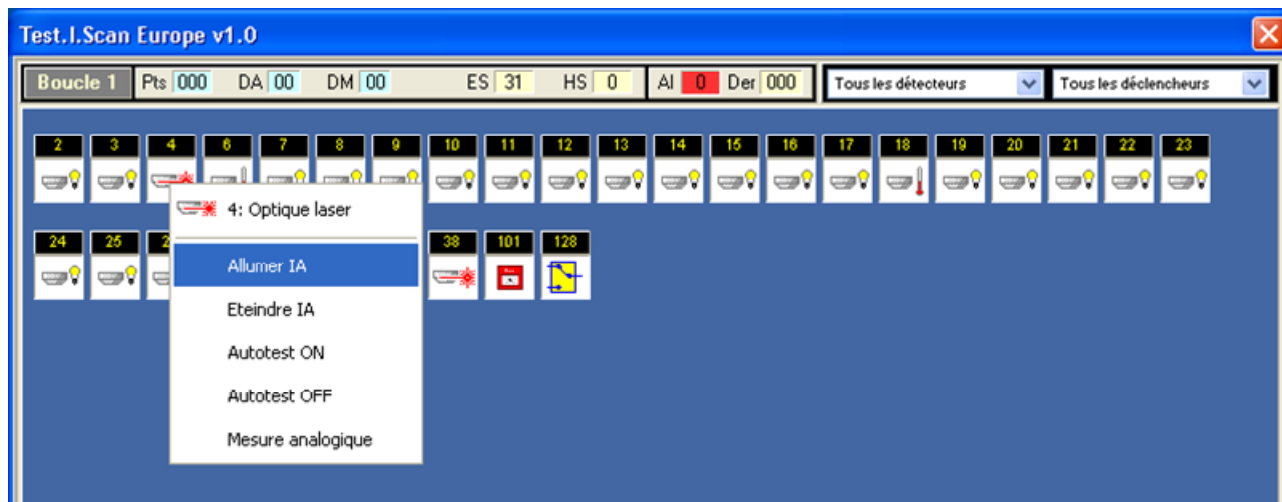 Test.I.Scan Europe v1.0
Boucle 1 Pts 000 DA 00 DM 00 ES 31 HS 0 Al 0 Der 000 Tous les détecteurs Tous les déclencheurs
2 3 4 6 7 8 9 10 11 12 13 14 15 16 17 18 19 20 21 22 23
4: Optique laser
24 25 2 38 101 128
Allumer IA
Eteindre IA
Autotest ON
Autotest OFF
Mesure analogique